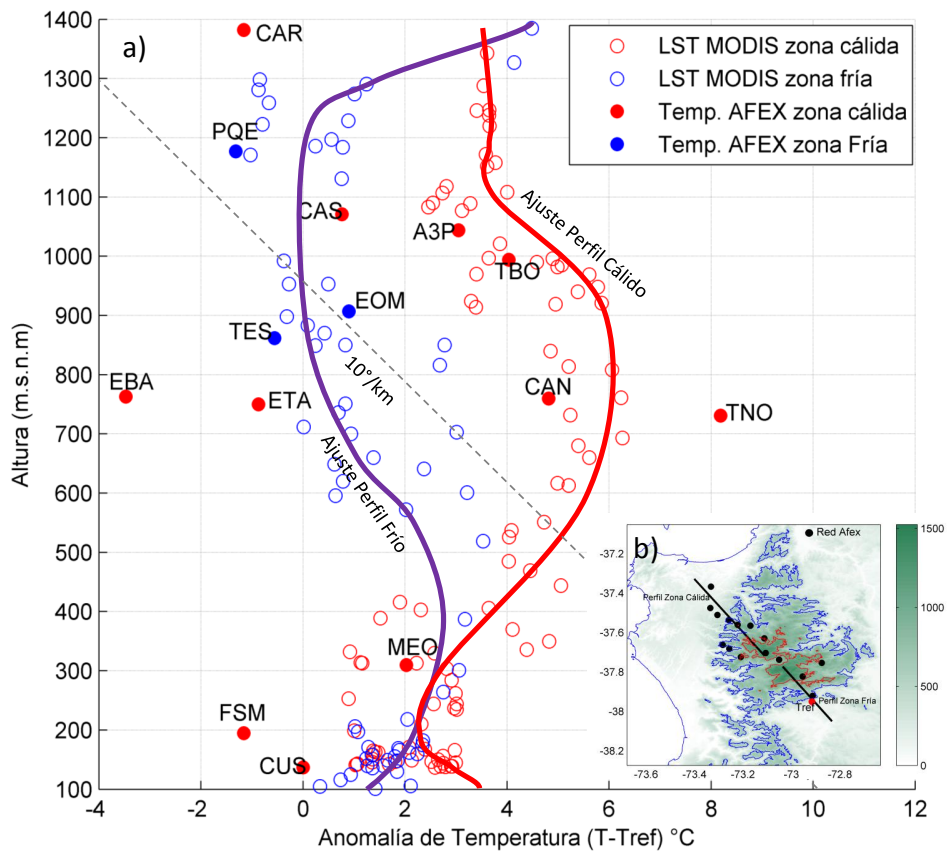 a)
LST MODIS zona cálida
LST MODIS zona fría
Temp. AFEX zona cálida
Temp. AFEX zona Fría
1400
1300
1200
1100
1000
900
800
700
600
500
400
300
200
100
Altura (m.s.n.m)
CAR
PQE
CAS
A3P
TBO
EOM
TES
EBA
ETA
CAN
TNO
MEO
FSM
CUS
Ajuste Perfil Cálido
10°/km
Ajuste Perfil Frío
-4
-2
0
2
4
6
8
10
12
Anomalía de Temperatura (T-Tref) °C
b)
Red Afex
Perfil Zona Cálida
Perfil Zona Fría
Tref
-37.2
-37.4
-37.6
-37.8
-38
-38.2
-73.6
-73.4
-73.2
-73
-72.8
1500
1000
500
0